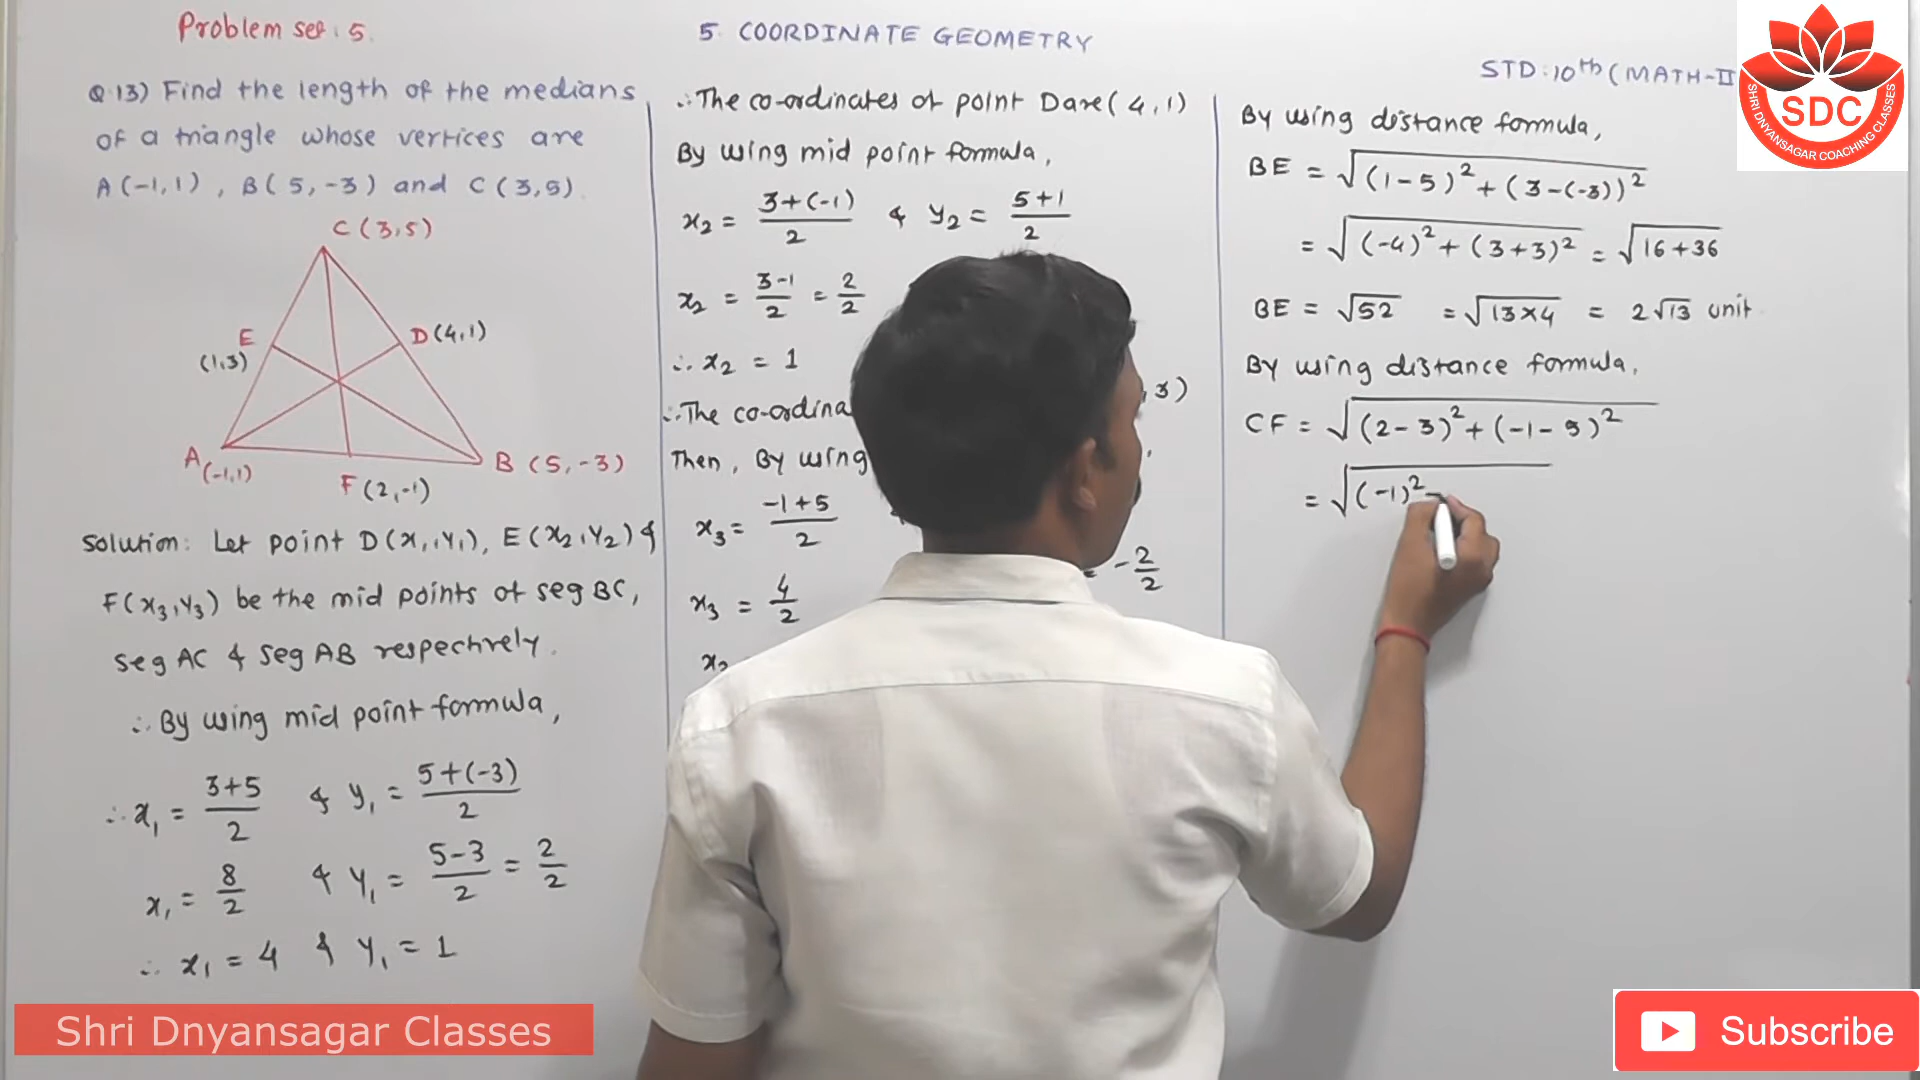 Problem set: 5.
5. COORDINATE GEOMETRY
STD: 10th (MATH-II
SDC
SHRI DNYANSAGAR COACHING CLASSES
Q.13) Find the length of the medians
of a triangle whose vertices are
A(-1,1), B(5,-3) and C(3,5).
C(3,5)
E
(1,3)
D(4,1)
A(-1,1)
F(2,-1)
B(5,-3)
Solution: Let point D(x₁,y₁), E(x₂,y₂) &
F(x₃,y₃) be the mid points of seg BC,
seg AC & seg AB respectively.
∴ By using mid point formula,
∴ x₁ = 3+5/2 & y₁ = 5+(-3)/2
x₁ = 8/2 & y₁ = 5-3/2 = 2/2
∴ x₁ = 4 & y₁ = 1
∴ The co-ordinates of point D are (4,1)
By using mid point formula,
x₂ = 3+(-1)/2 & y₂ = 5+1/2
x₂ = 3-1/2 = 2/2
∴ x₂ = 1
∴ The , 3)
Then, By using ,
x₃ = -1+5/2
x₃ = 4/2 = -2/2
By using distance formula,
BE = √(1-5)²+(3-(-3))²
= √(-4)²+(3+3)² = √16+36
BE = √52 = √13×4 = 2√13 unit
By using distance formula,
CF = √(2-3)²+(-1-5)²
= √(-1)²
Shri Dnyansagar Classes
Subscribe